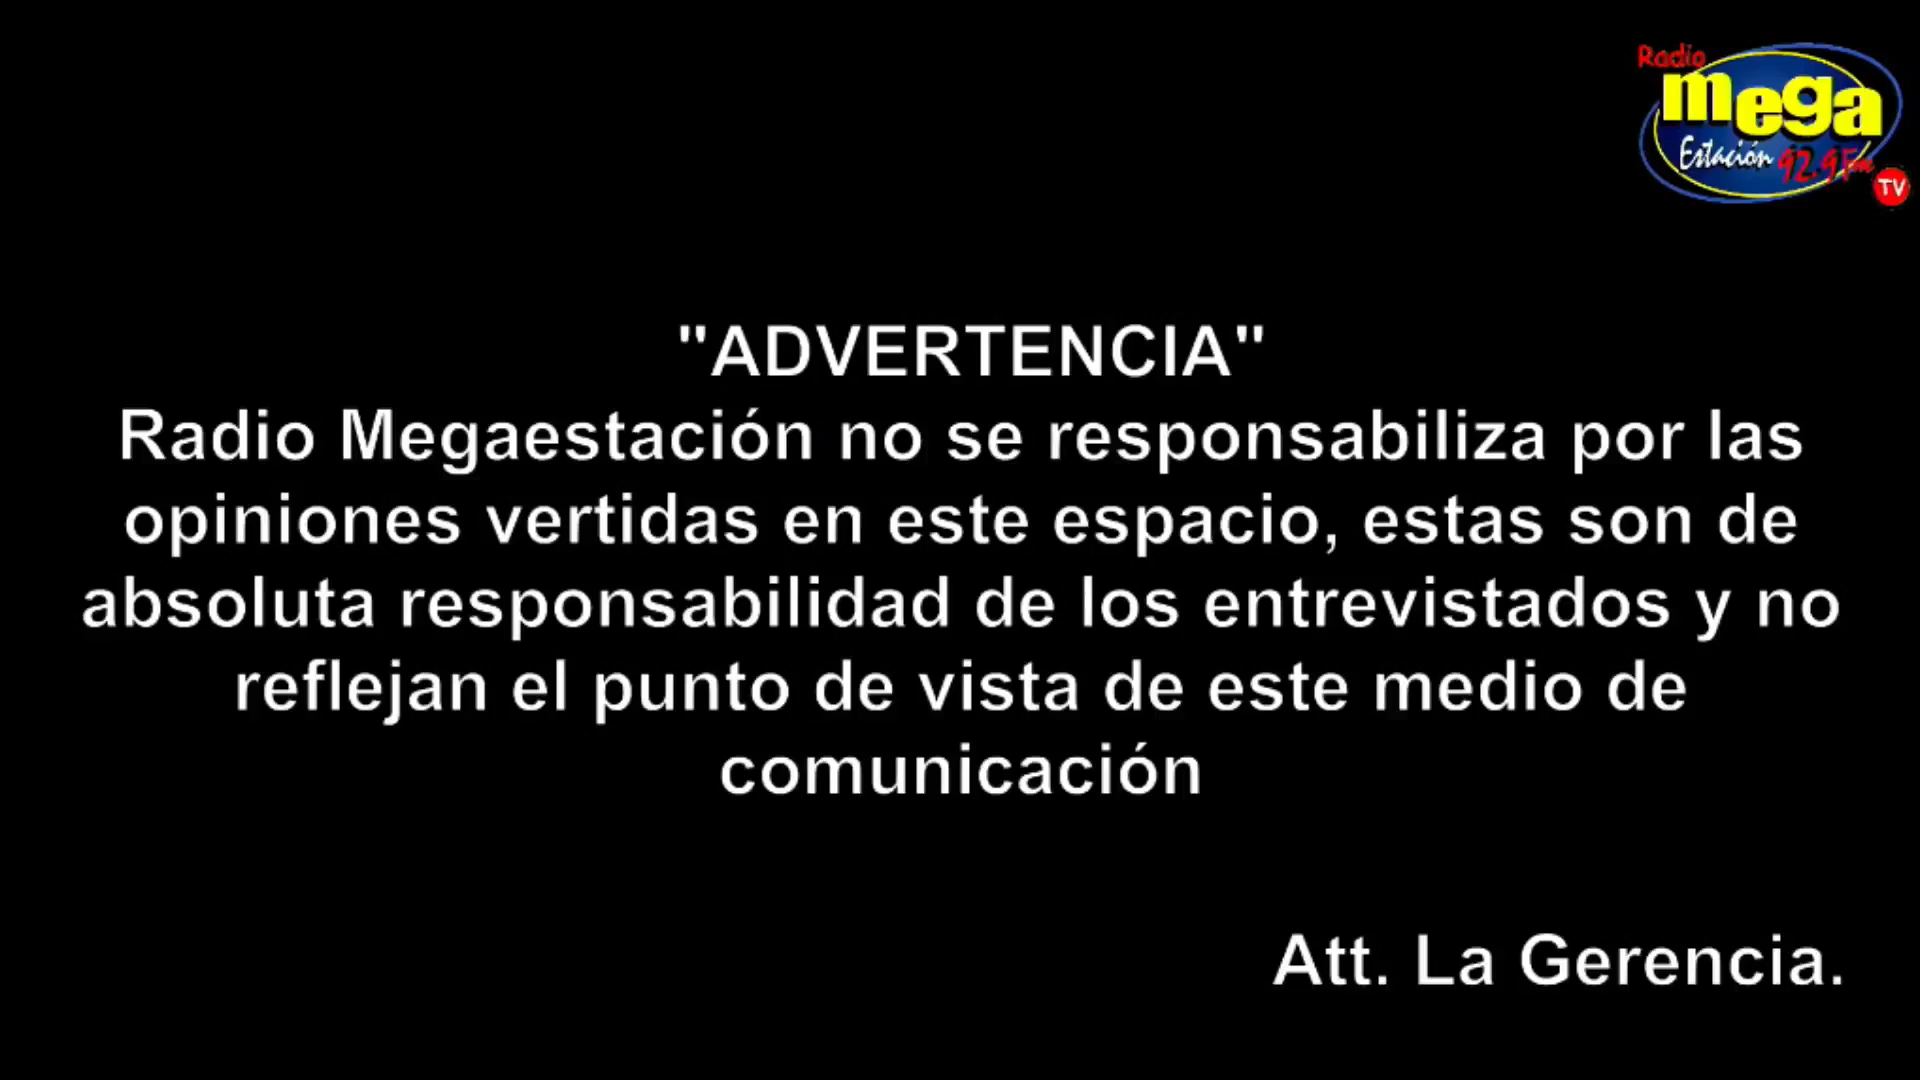 Radio
mega
Estación 92.9 Fm
TV
"ADVERTENCIA"
Radio Megaestación no se responsabiliza por las
opiniones vertidas en este espacio, estas son de
absoluta responsabilidad de los entrevistados y no
reflejan el punto de vista de este medio de
comunicación
Att. La Gerencia.